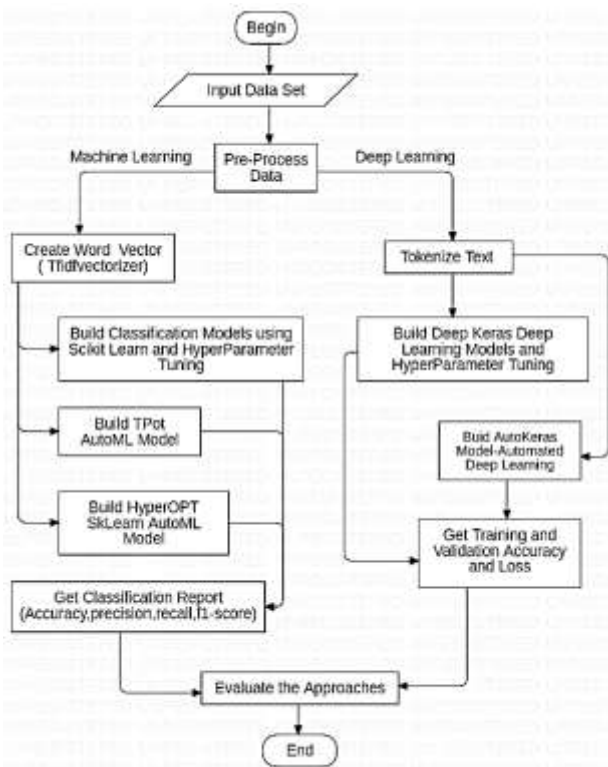 Begin
Input Data Set
Machine Learning
Pre-Process
Data
Deep Learning
Create Word Vector
( Tfidfvectorizer)
Tokenize Text
Build Classification Models using
Scikit Learn and HyperParameter
Tuning
Build Deep Keras Deep
Learning Models and
HyperParameter Tuning
Build TPot
AutoML Model
Buid AutoKeras
Model-Automated
Deep Learning
Build HyperOPT
SkLearn AutoML
Model
Get Training and
Validation Accuracy
and Loss
Get Classification Report
(Accuracy,precision,recall,f1-score)
Evaluate the Approaches
End